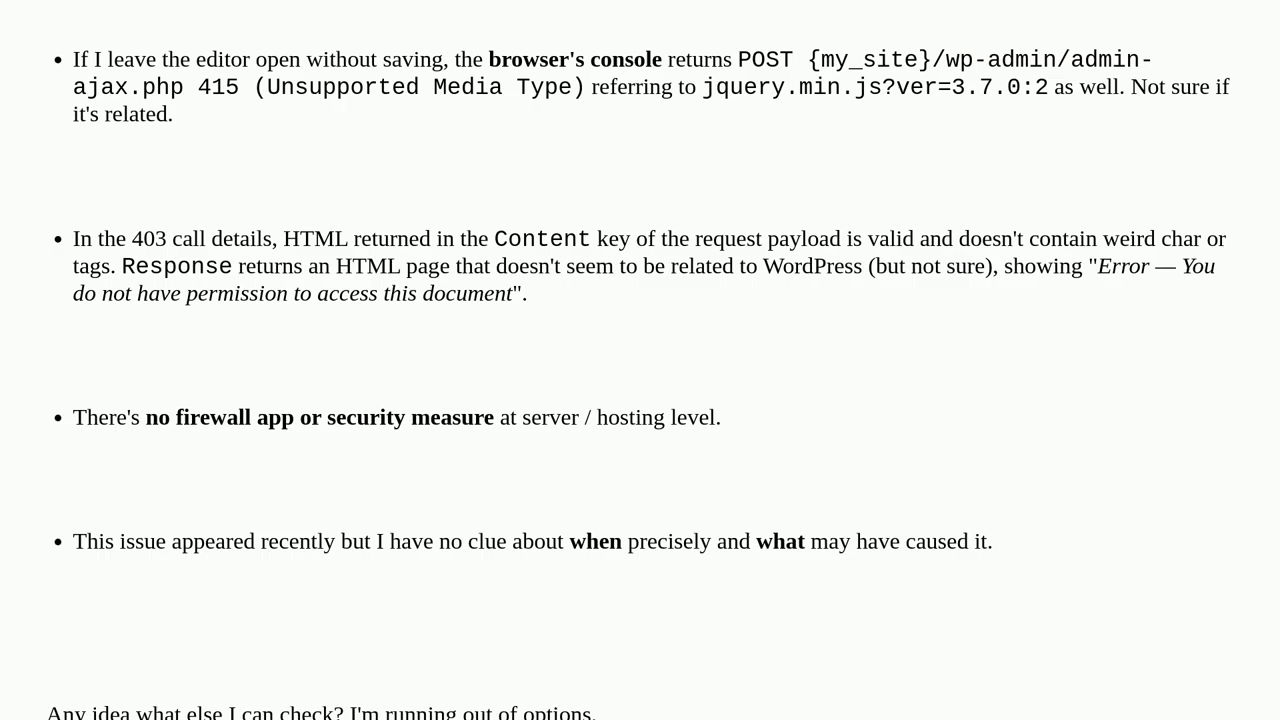 • If I leave the editor open without saving, the browser's console returns POST {my_site}/wp-admin/admin-
ajax.php 415 (Unsupported Media Type) referring to jquery.min.js?ver=3.7.0:2 as well. Not sure if
it's related.
• In the 403 call details, HTML returned in the Content key of the request payload is valid and doesn't contain weird char or
tags. Response returns an HTML page that doesn't seem to be related to WordPress (but not sure), showing "Error — You
do not have permission to access this document".
• There's no firewall app or security measure at server / hosting level.
• This issue appeared recently but I have no clue about when precisely and what may have caused it.
Any idea what else I can check? I'm running out of options.